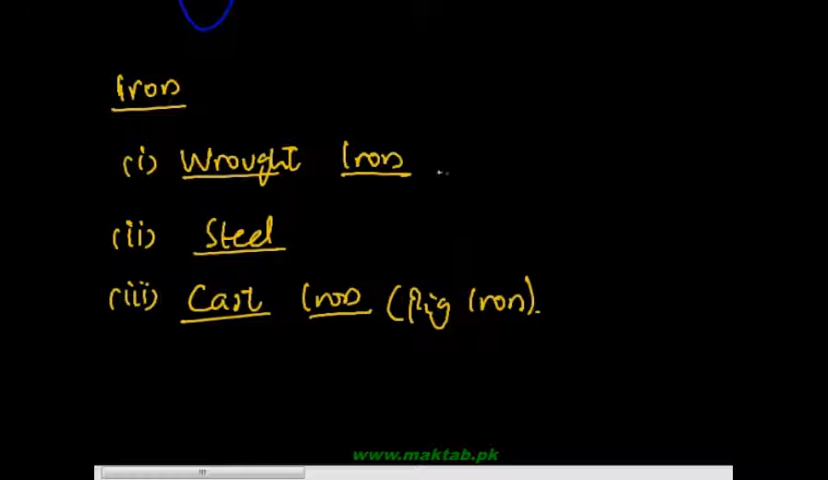 Iron
(i) Wrought Iron
(ii) Steel
(iii) Cast Iron (Pig Iron).
www.maktab.pk